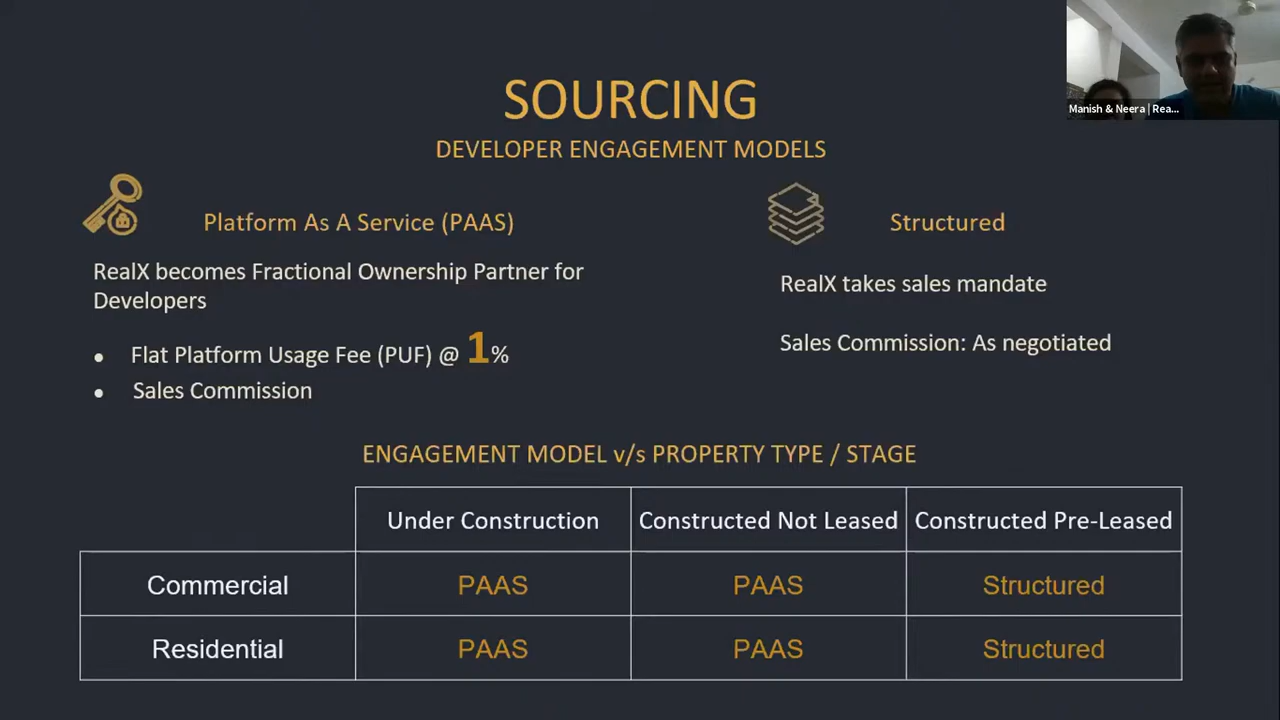 Manish & Neera | Rea...
SOURCING
DEVELOPER ENGAGEMENT MODELS
Platform As A Service (PAAS)
RealX becomes Fractional Ownership Partner for
Developers
• Flat Platform Usage Fee (PUF) @ 1%
• Sales Commission
Structured
RealX takes sales mandate
Sales Commission: As negotiated
ENGAGEMENT MODEL v/s PROPERTY TYPE / STAGE
Under Construction Constructed Not Leased Constructed Pre-Leased
Commercial PAAS PAAS Structured
Residential PAAS PAAS Structured